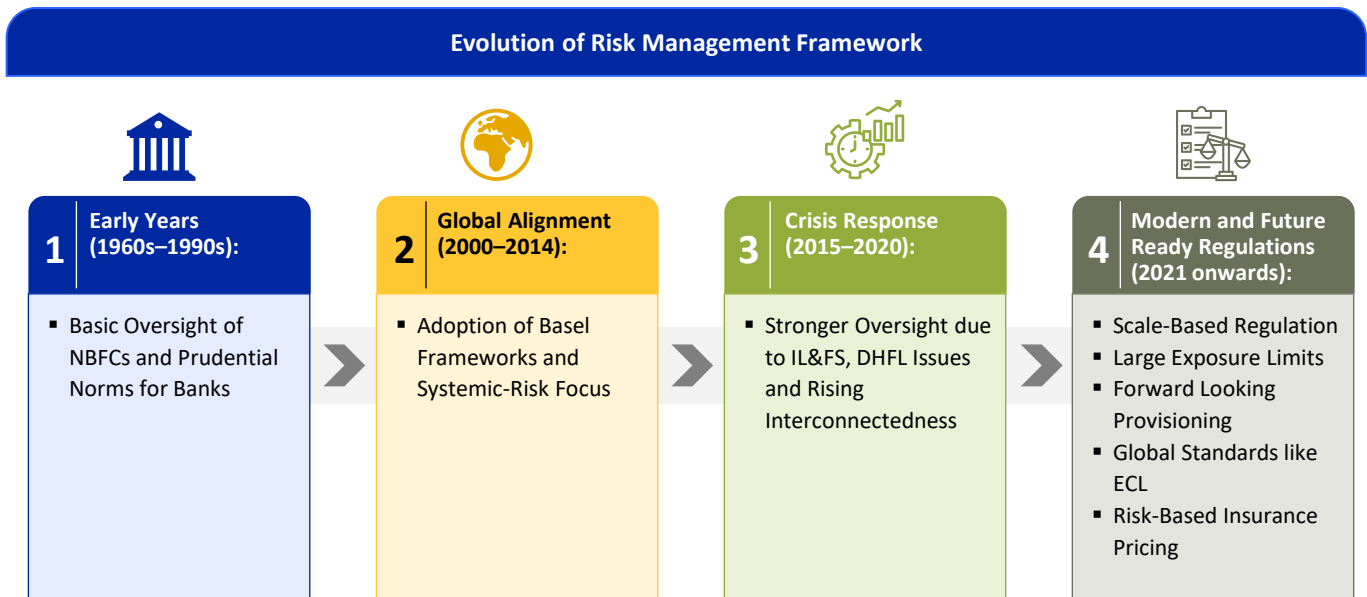 Evolution of Risk Management Framework
1
Early Years
(1960s–1990s):
▪ Basic Oversight of
NBFCs and Prudential
Norms for Banks
2
Global Alignment
(2000–2014):
▪ Adoption of Basel
Frameworks and
Systemic-Risk Focus
3
Crisis Response
(2015–2020):
▪ Stronger Oversight due
to IL&FS, DHFL Issues
and Rising
Interconnectedness
4
Modern and Future
Ready Regulations
(2021 onwards):
▪ Scale-Based Regulation
▪ Large Exposure Limits
▪ Forward Looking
Provisioning
▪ Global Standards like
ECL
▪ Risk-Based Insurance
Pricing